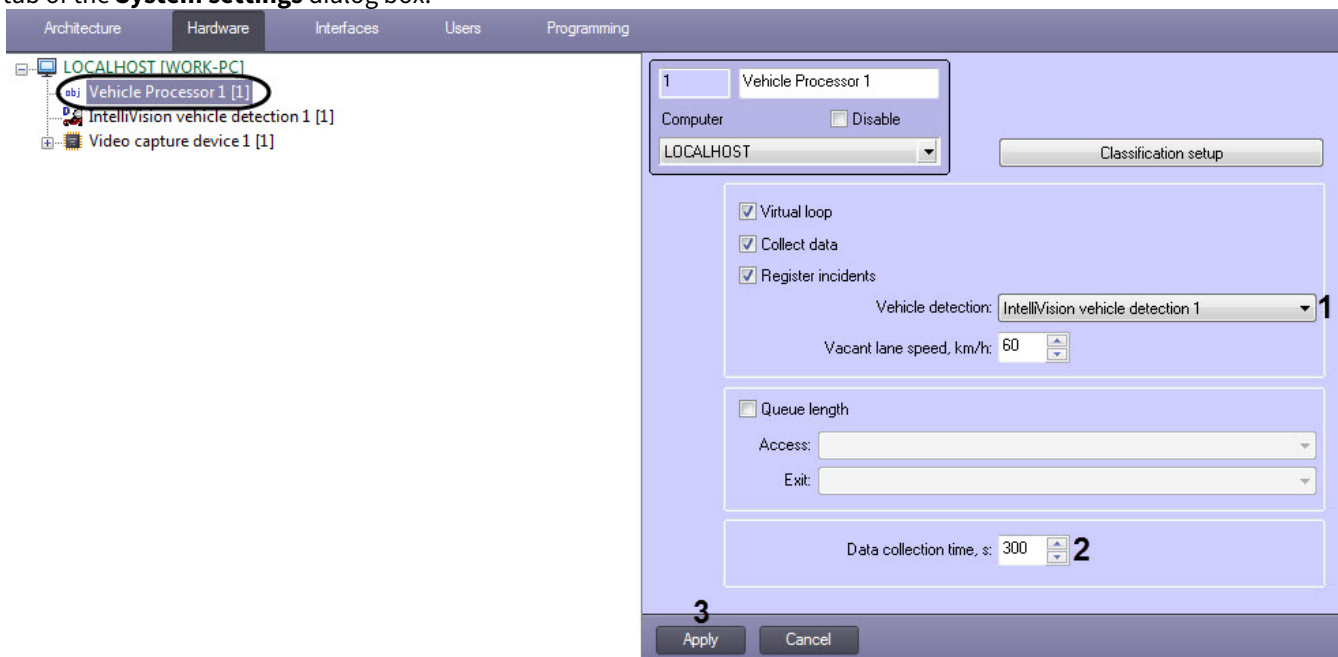 tab of the System settings dialog box.
Architecture Hardware Interfaces Users Programming
LOCALHOST [WORK-PC]
obj Vehicle Processor 1 [1]
IntelliVision vehicle detection 1 [1]
Video capture device 1 [1]
1 Vehicle Processor 1
Computer Disable
LOCALHOST
Classification setup
Virtual loop
Collect data
Register incidents
Vehicle detection: IntelliVision vehicle detection 1 1
Vacant lane speed, km/h: 60
Queue length
Access:
Exit:
Data collection time, s: 300 2
3
Apply Cancel